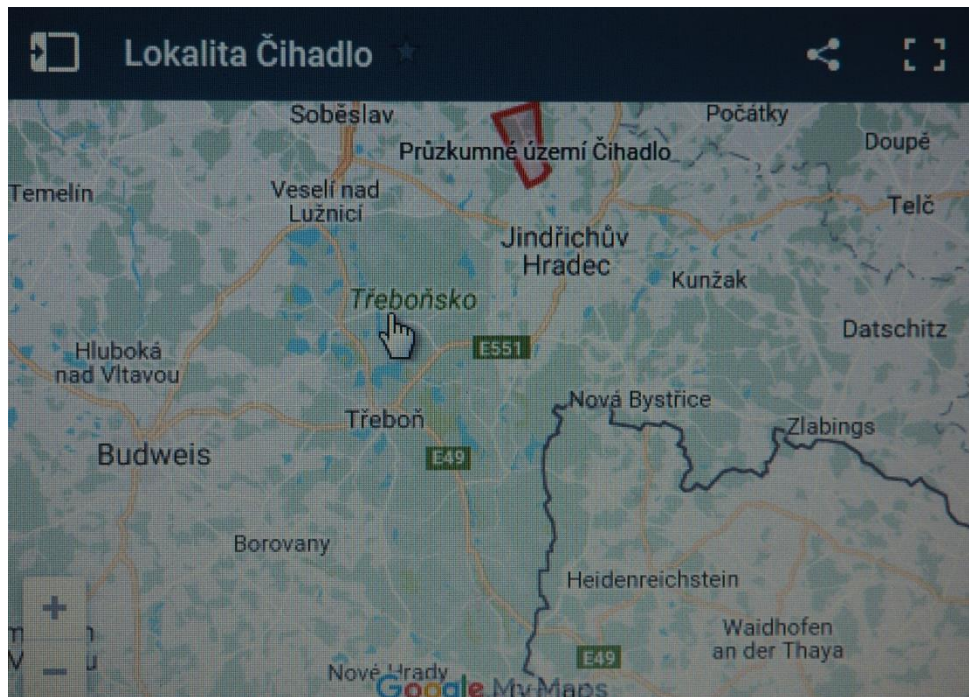 Lokalita Čihadlo
Soběslav
Počátky
Doupě
Průzkumné území Čihadlo
Temelín
Veselí nad
Lužnicí
Telč
Jindřichův
Hradec
Kunžak
Třeboňsko
Datschitz
Hluboká
nad Vltavou
E551
Nová Bystřice
Třeboň
Zlabings
Budweis
E49
Borovany
Heidenreichstein
+
Waidhofen
an der Thaya
E49
−
Nové Hrady
Google My Maps